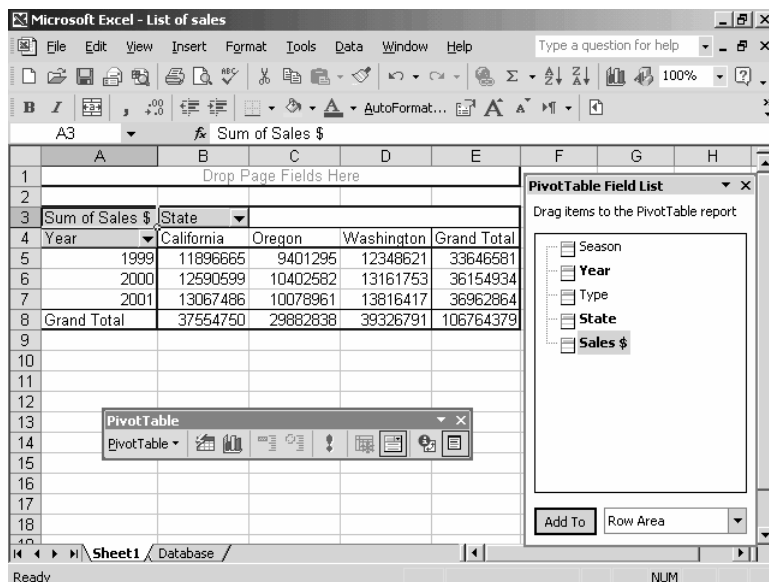 Microsoft Excel - List of sales
File Edit View Insert Format Tools Data Window Help Type a question for help
Σ 100%
B I AutoFormat... A A
A3 fx Sum of Sales $
A B C D E F G H
1 Drop Page Fields Here
2
3 Sum of Sales $ State
4 Year California Oregon Washington Grand Total
5 1999 11896665 9401295 12348621 33646581
6 2000 12590599 10402582 13161753 36154934
7 2001 13067486 10078961 13816417 36962864
8 Grand Total 37554750 29882838 39326791 106764379
9
10
11
12
13
14
15
16
17
18
19
PivotTable
PivotTable
PivotTable Field List
Drag items to the PivotTable report
Season
Year
Type
State
Sales $
Add To Row Area
Sheet1 Database
Ready NUM